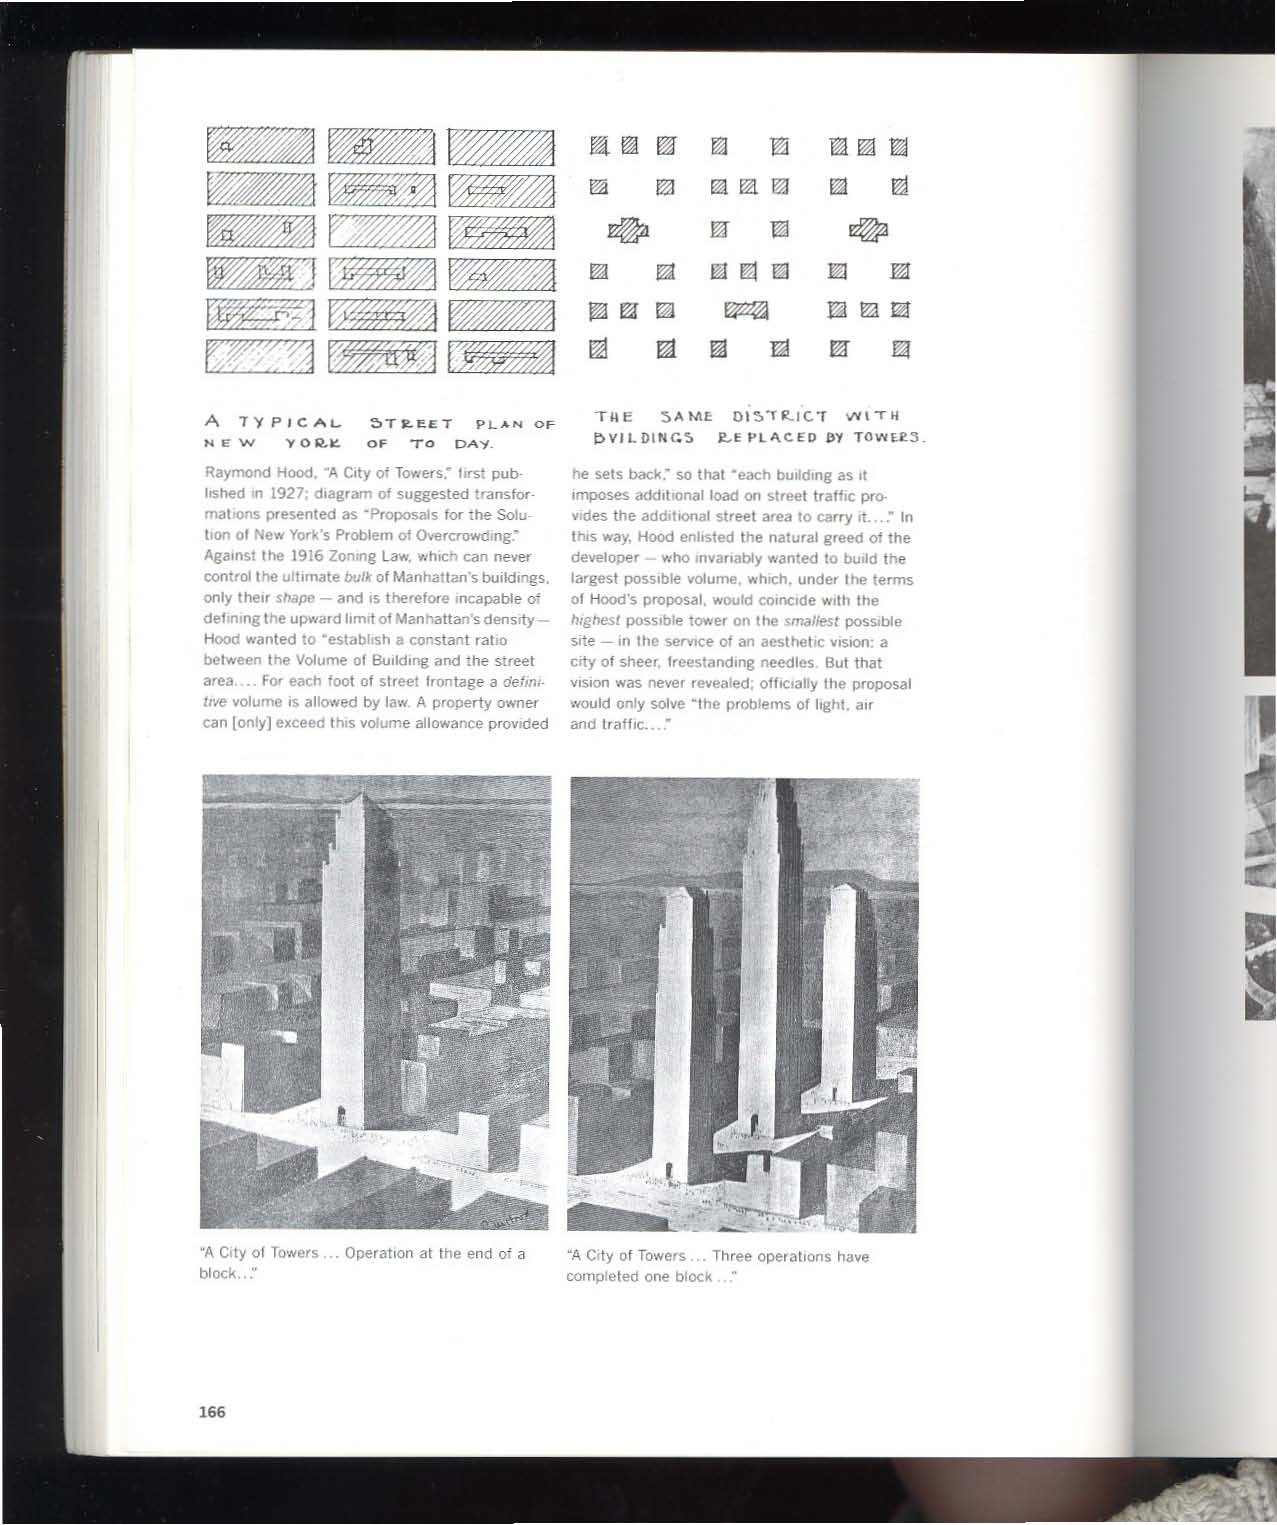 A TYPICAL STREET PLAN OF
NEW YORK OF TO DAY.
THE SAME DISTRICT WITH
BVILDINGS REPLACED BY TOWERS.
Raymond Hood, “A City of Towers,” first pub-
lished in 1927; diagram of suggested transfor-
mations presented as “Proposals for the Solu-
tion of New York's Problem of Overcrowding.”
Against the 1916 Zoning Law, which can never
control the ultimate bulk of Manhattan's buildings,
only their shape — and is therefore incapable of
defining the upward limit of Manhattan's density —
Hood wanted to “establish a constant ratio
between the Volume of Building and the street
area.... For each foot of street frontage a defini-
tive volume is allowed by law. A property owner
can [only] exceed this volume allowance provided
he sets back,” so that “each building as it
imposes additional load on street traffic pro-
vides the additional street area to carry it....” In
this way, Hood enlisted the natural greed of the
developer — who invariably wanted to build the
largest possible volume, which, under the terms
of Hood's proposal, would coincide with the
highest possible tower on the smallest possible
site — in the service of an aesthetic vision: a
city of sheer, freestanding needles. But that
vision was never revealed; officially the proposal
would only solve “the problems of light, air
and traffic....”
“A City of Towers ... Operation at the end of a
block...”
“A City of Towers ... Three operations have
completed one block ...”
166